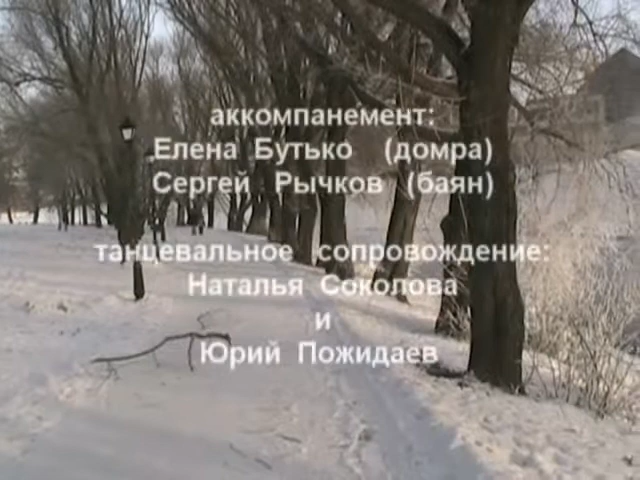 аккомпанемент:
Елена Бутько (домра)
Сергей Рычков (баян)
танцевальное сопровождение:
Наталья Соколова
и
Юрий Пожидаев